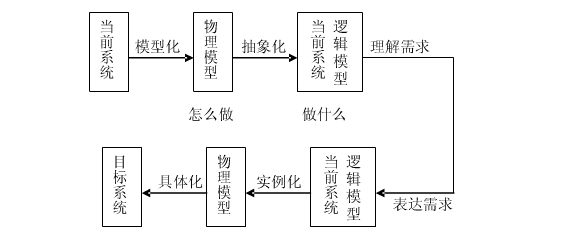 当前系统
模型化
物理模型
抽象化
当前系统
逻辑模型
理解需求
怎么做
做什么
目标系统
具体化
物理模型
实例化
当前系统
逻辑模型
表达需求